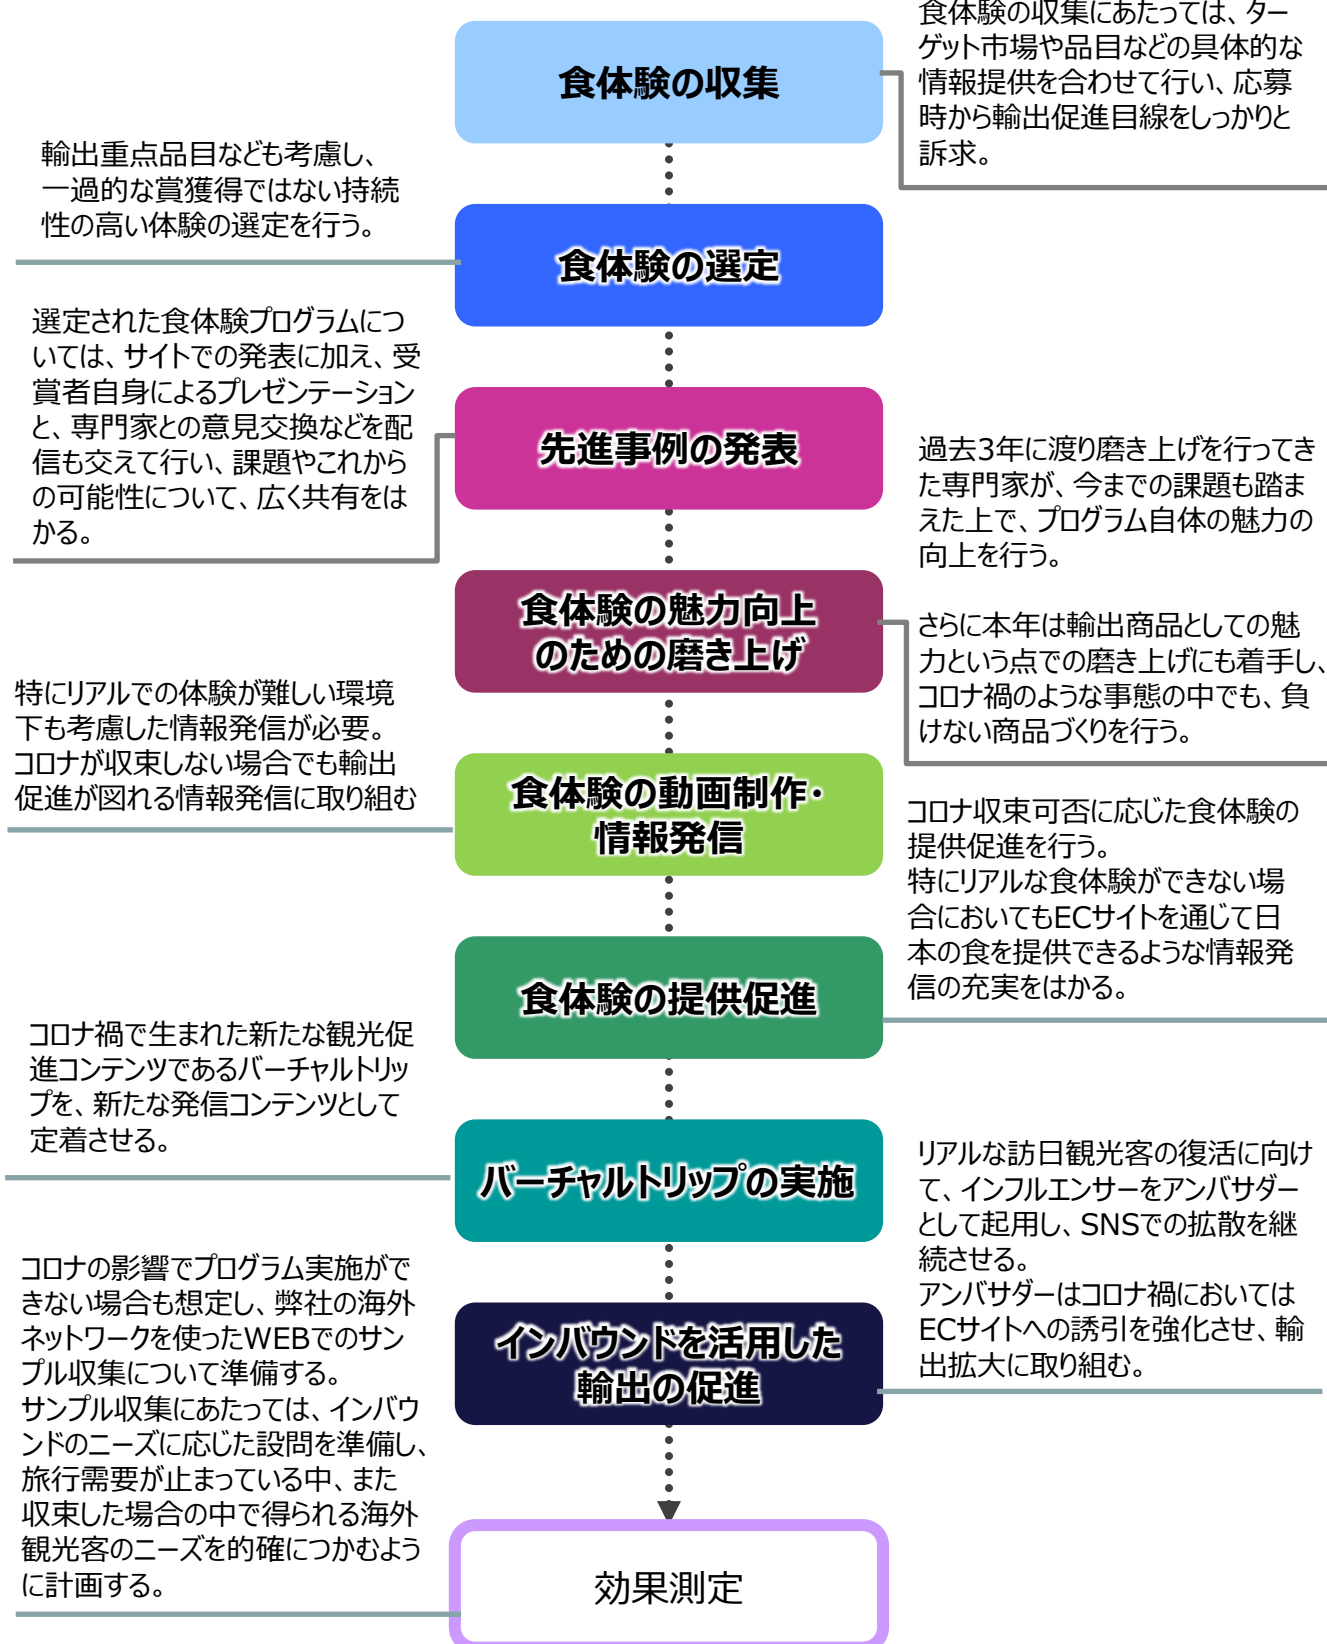 食体験の収集にあたっては、ター
ゲット市場や品目などの具体的な
情報提供を合わせて行い、応募
時から輸出促進目線をしっかりと
訴求。
食体験の収集
輸出重点品目なども考慮し、
一過的な賞獲得ではない持続
性の高い体験の選定を行う。
食体験の選定
選定された食体験プログラムにつ
いては、サイトでの発表に加え、受
賞者自身によるプレゼンテーション
と、専門家との意見交換などを配
信も交えて行い、課題やこれから
の可能性について、広く共有をは
かる。
先進事例の発表
過去3年に渡り磨き上げを行ってき
た専門家が、今までの課題も踏ま
えた上で、プログラム自体の魅力の
向上を行う。
さらに本年は輸出商品としての魅
力という点での磨き上げにも着手し、
コロナ禍のような事態の中でも、負
けない商品づくりを行う。
食体験の魅力向上
のための磨き上げ
特にリアルでの体験が難しい環境
下も考慮した情報発信が必要。
コロナが収束しない場合でも輸出
促進が図れる情報発信に取り組む
食体験の動画制作・
情報発信
コロナ収束可否に応じた食体験の
提供促進を行う。
特にリアルな食体験ができない場
合においてもECサイトを通じて日
本の食を提供できるような情報発
信の充実をはかる。
食体験の提供促進
コロナ禍で生まれた新たな観光促
進コンテンツであるバーチャルトリッ
プを、新たな発信コンテンツとして
定着させる。
バーチャルトリップの実施
リアルな訪日観光客の復活に向け
て、インフルエンサーをアンバサダー
として起用し、SNSでの拡散を継
続させる。
アンバサダーはコロナ禍においては
ECサイトへの誘引を強化させ、輸
出拡大に取り組む。
インバウンドを活用した
輸出の促進
コロナの影響でプログラム実施がで
きない場合も想定し、弊社の海外
ネットワークを使ったWEBでのサン
プル収集について準備する。
サンプル収集にあたっては、インバウ
ンドのニーズに応じた設問を準備し、
旅行需要が止まっている中、また
収束した場合の中で得られる海外
観光客のニーズを的確につかむよう
に計画する。
効果測定